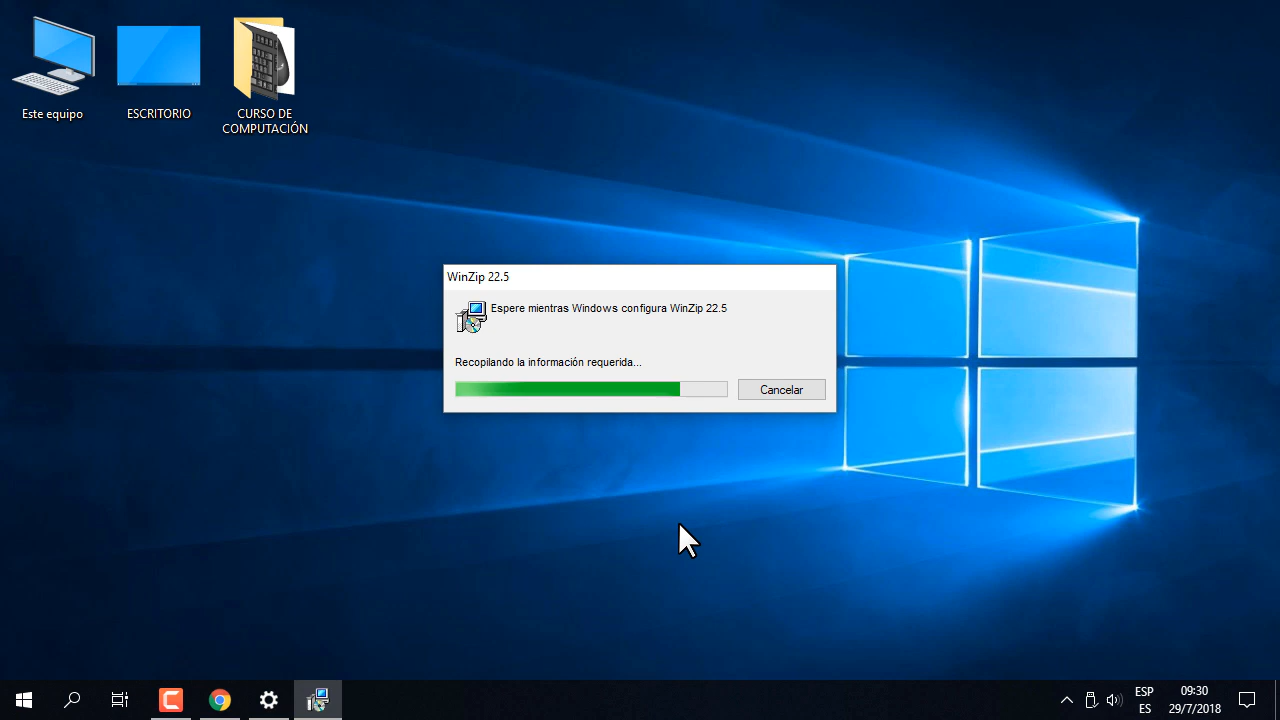 Este equipo
ESCRITORIO
CURSO DE
COMPUTACIÓN
WinZip 22.5
Espere mientras Windows configura WinZip 22.5
Recopilando la información requerida...
Cancelar
ESP
ES
09:30
29/7/2018